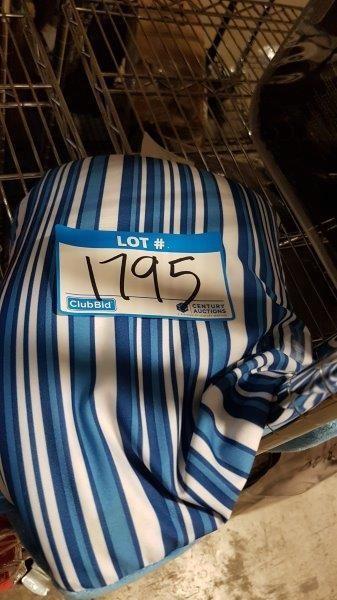 LOT #
1795
ClubBid
CENTURY
AUCTIONS